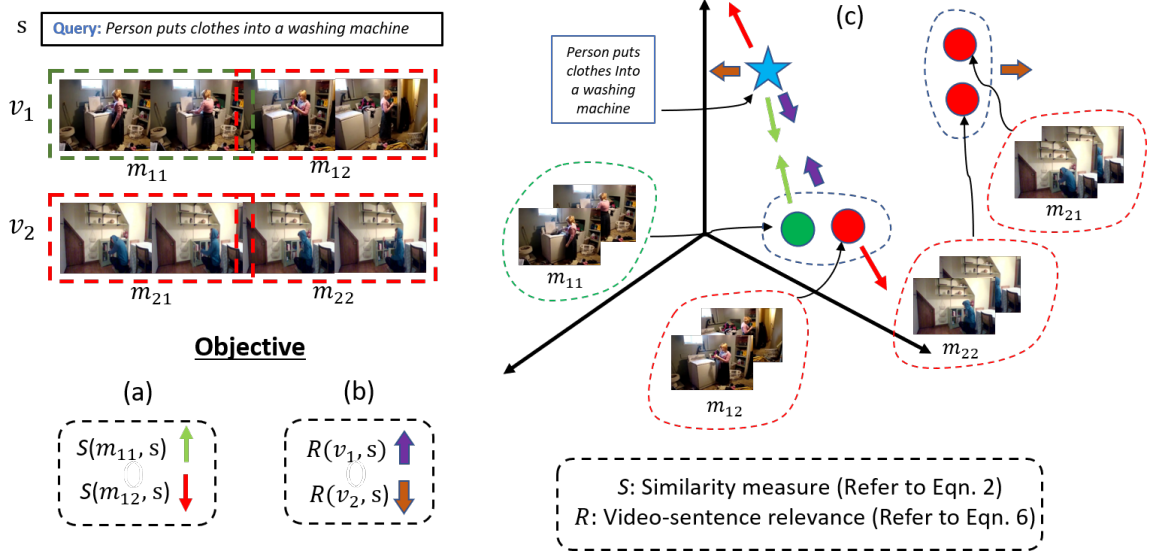 s
Query: Person puts clothes into a washing machine
v₁
m₁₁
m₁₂
v₂
m₂₁
m₂₂
Objective
(a)
S(m₁₁, s)
S(m₁₂, s)
(b)
R(v₁, s)
R(v₂, s)
(c)
Person puts
clothes Into
a washing
machine
m₁₁
m₁₂
m₂₁
m₂₂
S: Similarity measure (Refer to Eqn. 2)
R: Video-sentence relevance (Refer to Eqn. 6)